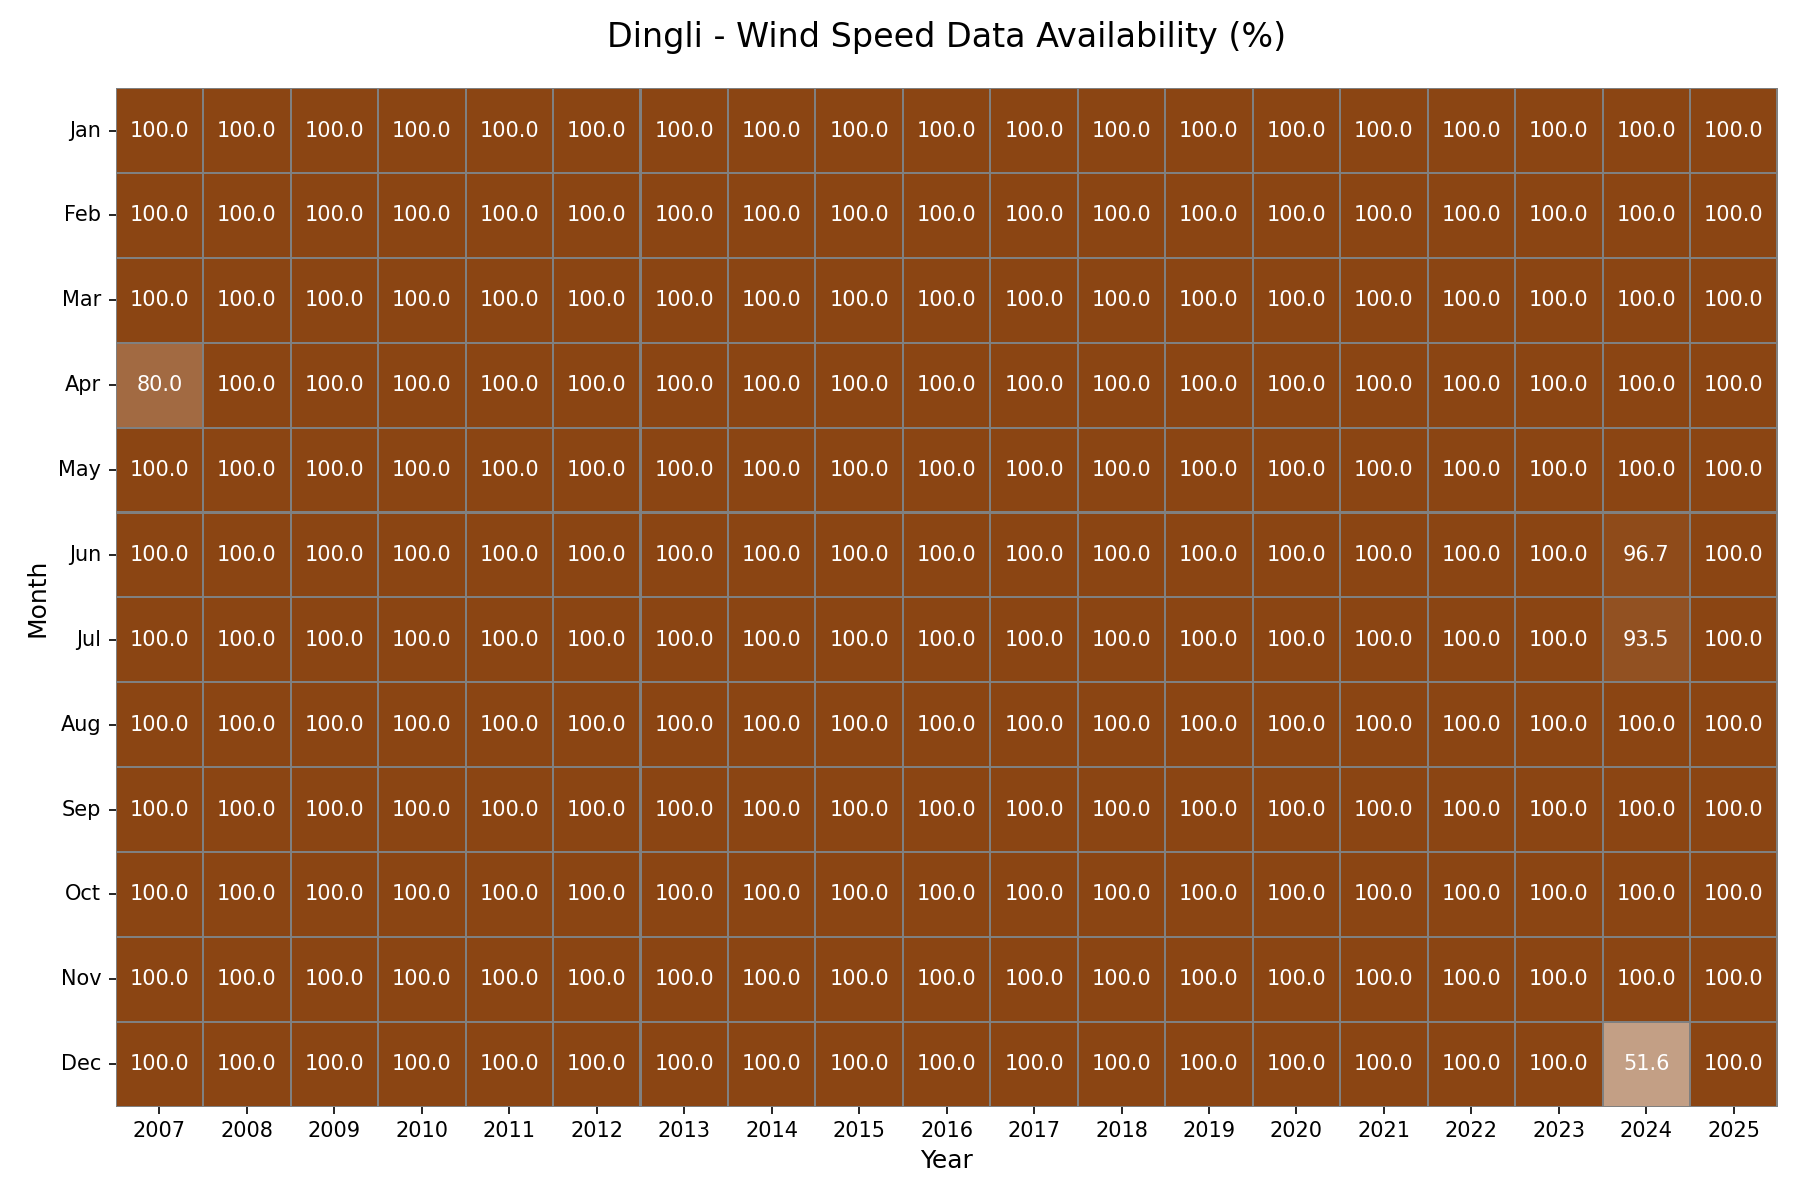 Dingli - Wind Speed Data Availability (%)
Jan 100.0 100.0 100.0 100.0 100.0 100.0 100.0 100.0 100.0 100.0 100.0 100.0 100.0 100.0 100.0 100.0 100.0 100.0 100.0
Feb 100.0 100.0 100.0 100.0 100.0 100.0 100.0 100.0 100.0 100.0 100.0 100.0 100.0 100.0 100.0 100.0 100.0 100.0 100.0
Mar 100.0 100.0 100.0 100.0 100.0 100.0 100.0 100.0 100.0 100.0 100.0 100.0 100.0 100.0 100.0 100.0 100.0 100.0 100.0
Apr 80.0 100.0 100.0 100.0 100.0 100.0 100.0 100.0 100.0 100.0 100.0 100.0 100.0 100.0 100.0 100.0 100.0 100.0 100.0
May 100.0 100.0 100.0 100.0 100.0 100.0 100.0 100.0 100.0 100.0 100.0 100.0 100.0 100.0 100.0 100.0 100.0 100.0 100.0
Jun 100.0 100.0 100.0 100.0 100.0 100.0 100.0 100.0 100.0 100.0 100.0 100.0 100.0 100.0 100.0 100.0 100.0 96.7 100.0
Month
Jul 100.0 100.0 100.0 100.0 100.0 100.0 100.0 100.0 100.0 100.0 100.0 100.0 100.0 100.0 100.0 100.0 100.0 93.5 100.0
Aug 100.0 100.0 100.0 100.0 100.0 100.0 100.0 100.0 100.0 100.0 100.0 100.0 100.0 100.0 100.0 100.0 100.0 100.0 100.0
Sep 100.0 100.0 100.0 100.0 100.0 100.0 100.0 100.0 100.0 100.0 100.0 100.0 100.0 100.0 100.0 100.0 100.0 100.0 100.0
Oct 100.0 100.0 100.0 100.0 100.0 100.0 100.0 100.0 100.0 100.0 100.0 100.0 100.0 100.0 100.0 100.0 100.0 100.0 100.0
Nov 100.0 100.0 100.0 100.0 100.0 100.0 100.0 100.0 100.0 100.0 100.0 100.0 100.0 100.0 100.0 100.0 100.0 100.0 100.0
Dec 100.0 100.0 100.0 100.0 100.0 100.0 100.0 100.0 100.0 100.0 100.0 100.0 100.0 100.0 100.0 100.0 100.0 51.6 100.0
2007 2008 2009 2010 2011 2012 2013 2014 2015 2016 2017 2018 2019 2020 2021 2022 2023 2024 2025
Year